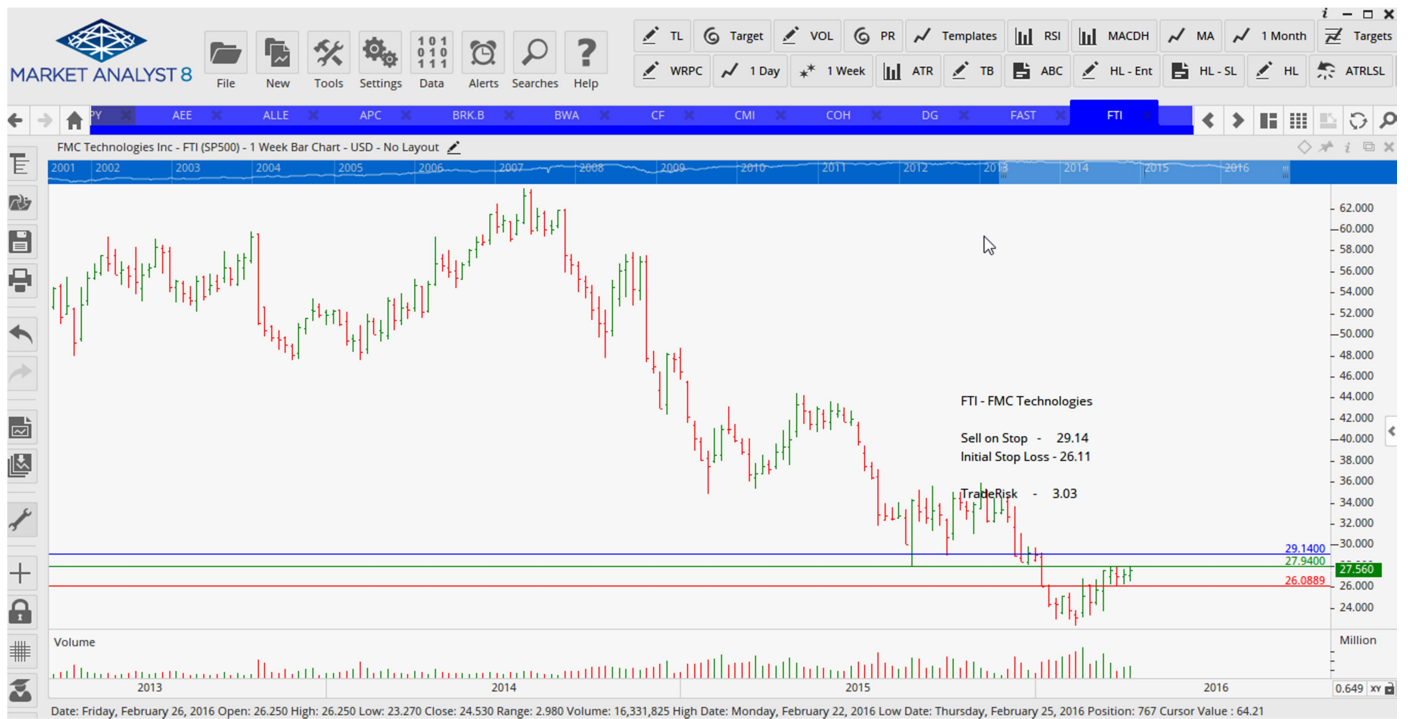 i
MARKET ANALYST 8
101
010
111
File New Tools Settings Data Alerts Searches Help
TL Target VOL PR Templates RSI MACDH MA 1 Month Targets
WRPC 1 Day 1 Week ATR TB ABC HL - Ent HL - SL HL ATRLSL
PY AEE ALLE APC BRK.B BWA CF CMI COH DG FAST FTI
FMC Technologies Inc - FTI (SP500) - 1 Week Bar Chart - USD - No Layout
2001 2002 2003 2004 2005 2006 2007 2008 2009 2010 2011 2012 2013 2014 2015 2016
62.000
60.000
58.000
56.000
54.000
52.000
50.000
48.000
46.000
44.000
42.000
40.000
38.000
36.000
34.000
32.000
30.000
27.560
26.000
24.000
FTI - FMC Technologies
Sell on Stop - 29.14
Initial Stop Loss - 26.11
TradeRisk - 3.03
29.1400
27.9400
26.0889
Volume
Million
2013 2014 2015 2016
0.649 XY
Date: Friday, February 26, 2016 Open: 26.250 High: 26.250 Low: 23.270 Close: 24.530 Range: 2.980 Volume: 16,331,825 High Date: Monday, February 22, 2016 Low Date: Thursday, February 25, 2016 Position: 767 Cursor Value : 64.21